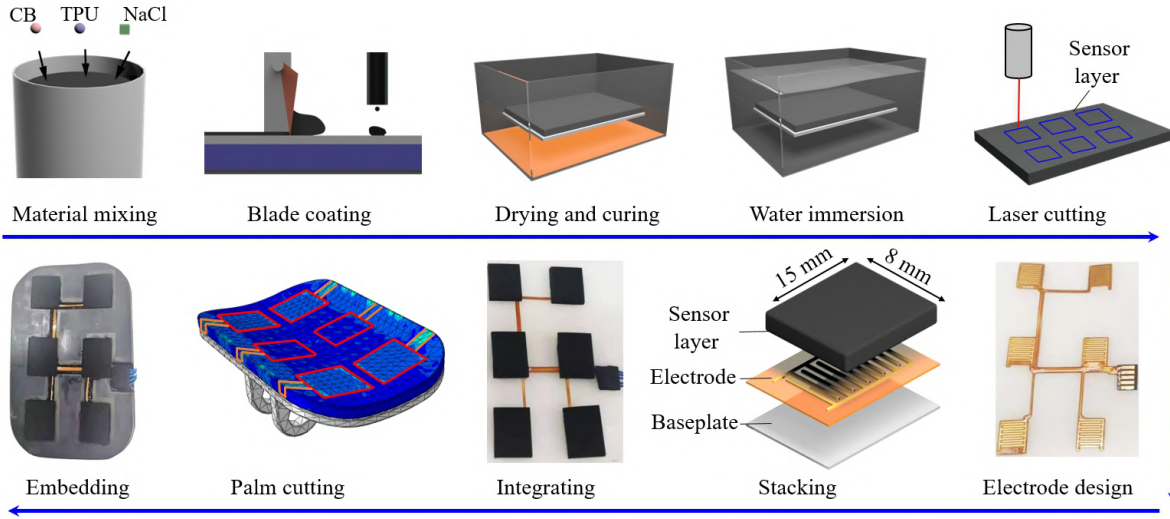 CB TPU NaCl
Sensor
layer
Material mixing Blade coating Drying and curing Water immersion Laser cutting
15 mm 8 mm
Sensor
layer
Electrode
Baseplate
Embedding Palm cutting Integrating Stacking Electrode design